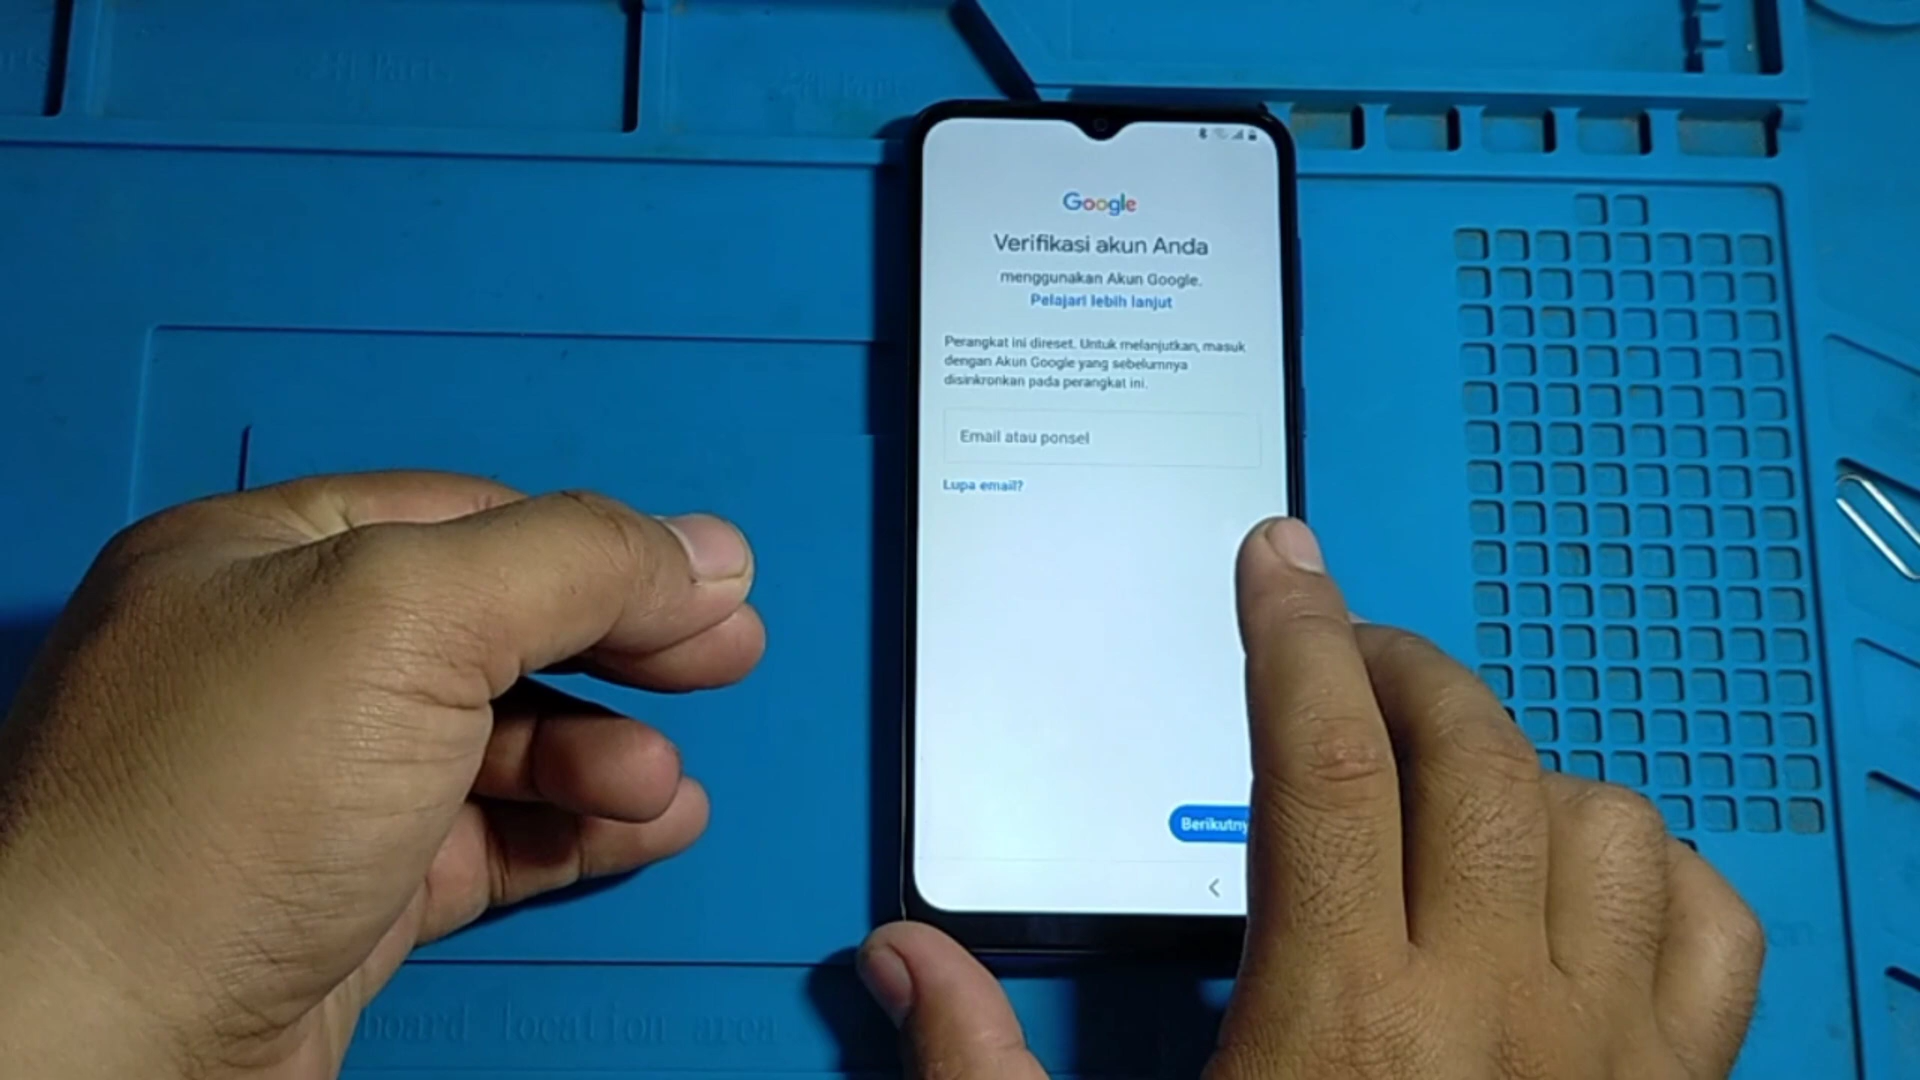 Google
Verifikasi akun Anda
menggunakan Akun Google.
Pelajari lebih lanjut
Perangkat ini direset. Untuk melanjutkan, masuk
dengan Akun Google yang sebelumnya
disinkronkan pada perangkat ini.
Email atau ponsel
Lupa email?
Berikutny
board location area